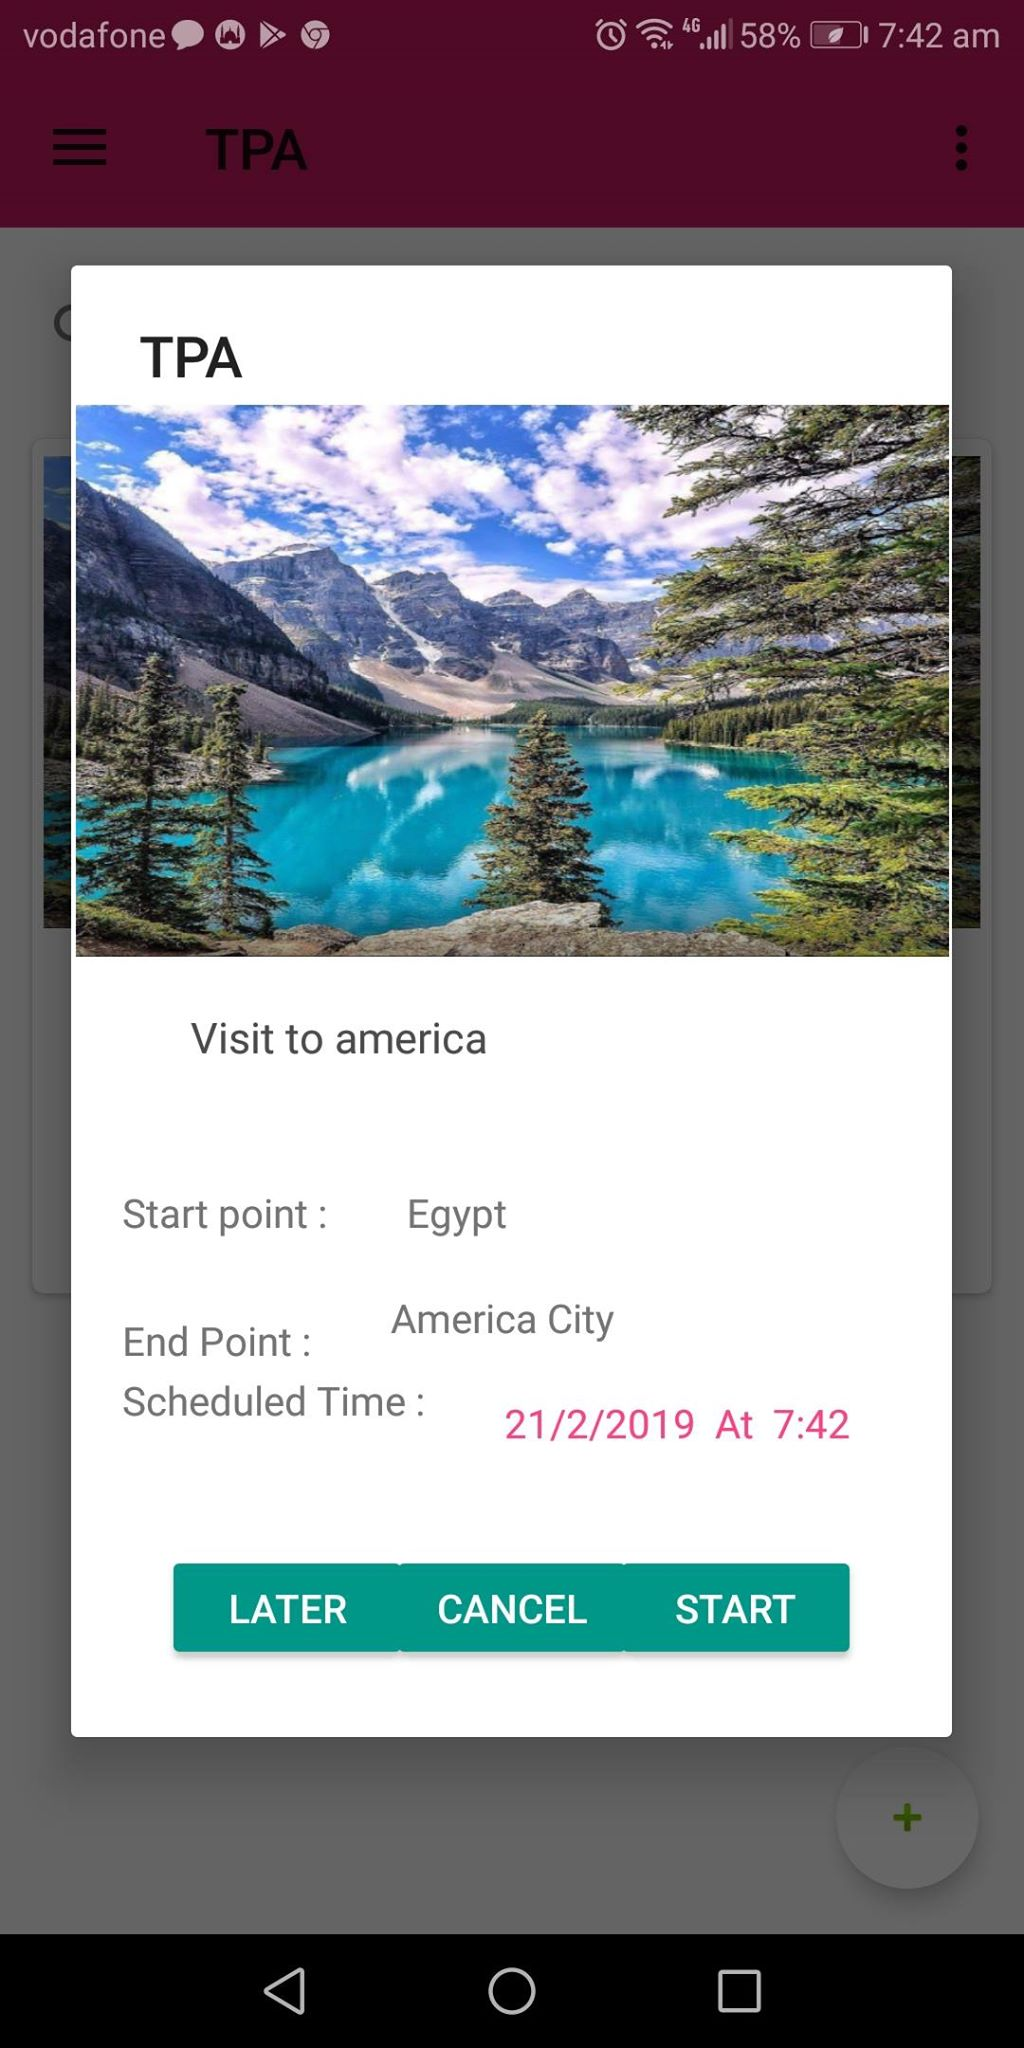 vodafone 4G 58% 7:42 am
TPA
TPA
Visit to america
Start point : Egypt
America City
End Point :
Scheduled Time :
21/2/2019 At 7:42
LATER CANCEL START